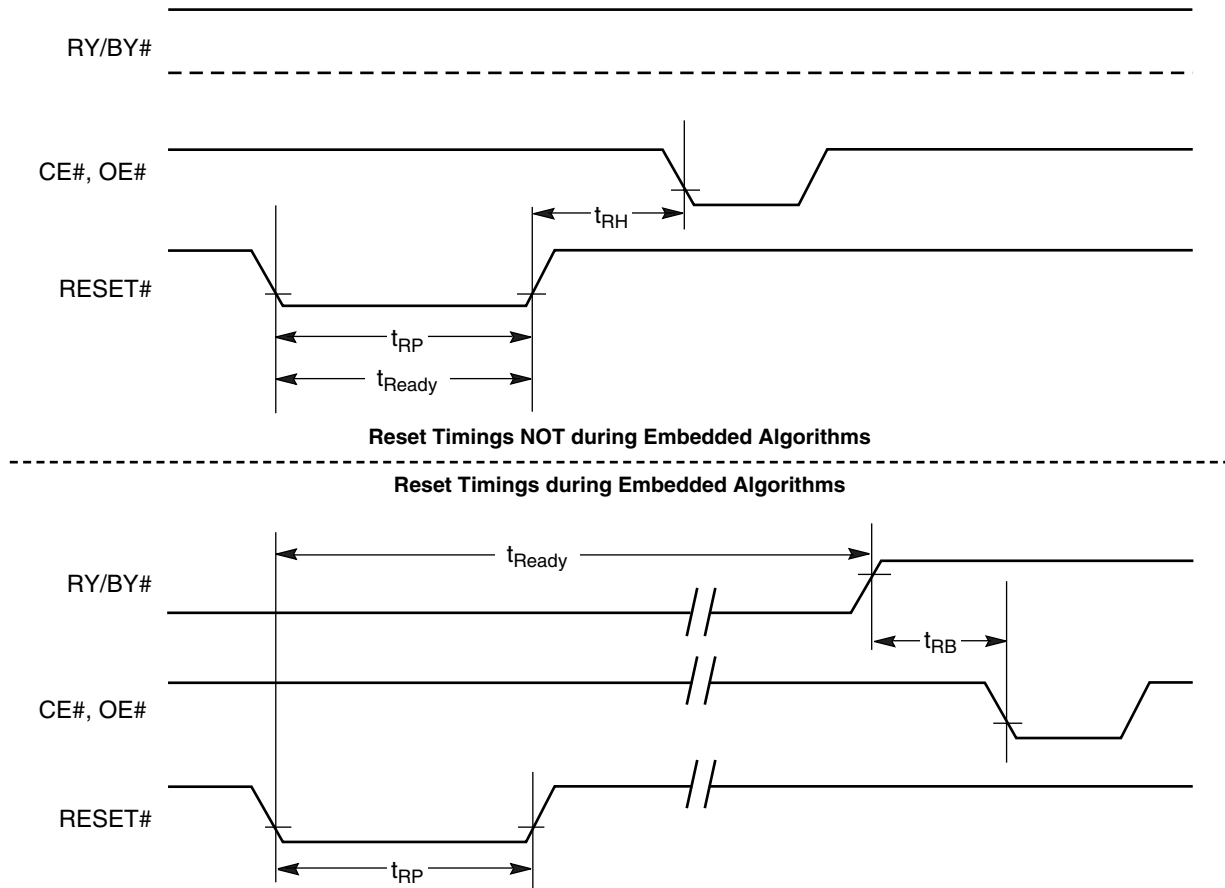 RY/BY#
CE#, OE#
tRH
RESET#
tRP
tReady
Reset Timings NOT during Embedded Algorithms
Reset Timings during Embedded Algorithms
tReady
RY/BY#
tRB
CE#, OE#
RESET#
tRP